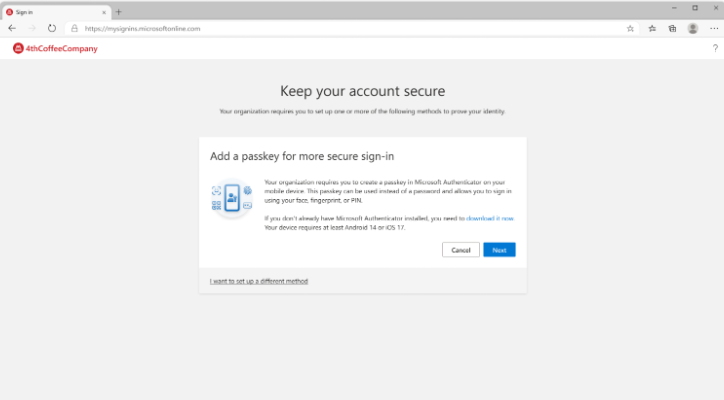 Sign in
https://mysignins.microsoftonline.com
4thCoffeeCompany
?
Keep your account secure
Your organization requires you to set up one or more of the following methods to prove your identity.
Add a passkey for more secure sign-in
Your organization requires you to create a passkey in Microsoft Authenticator on your
mobile device. This passkey can be used instead of a password and allows you to sign in
using your face, fingerprint, or PIN.
If you don't already have Microsoft Authenticator installed, you need to download it now
Your device requires at least Android 14 or iOS 17.
Cancel
Next
I want to set up a different method